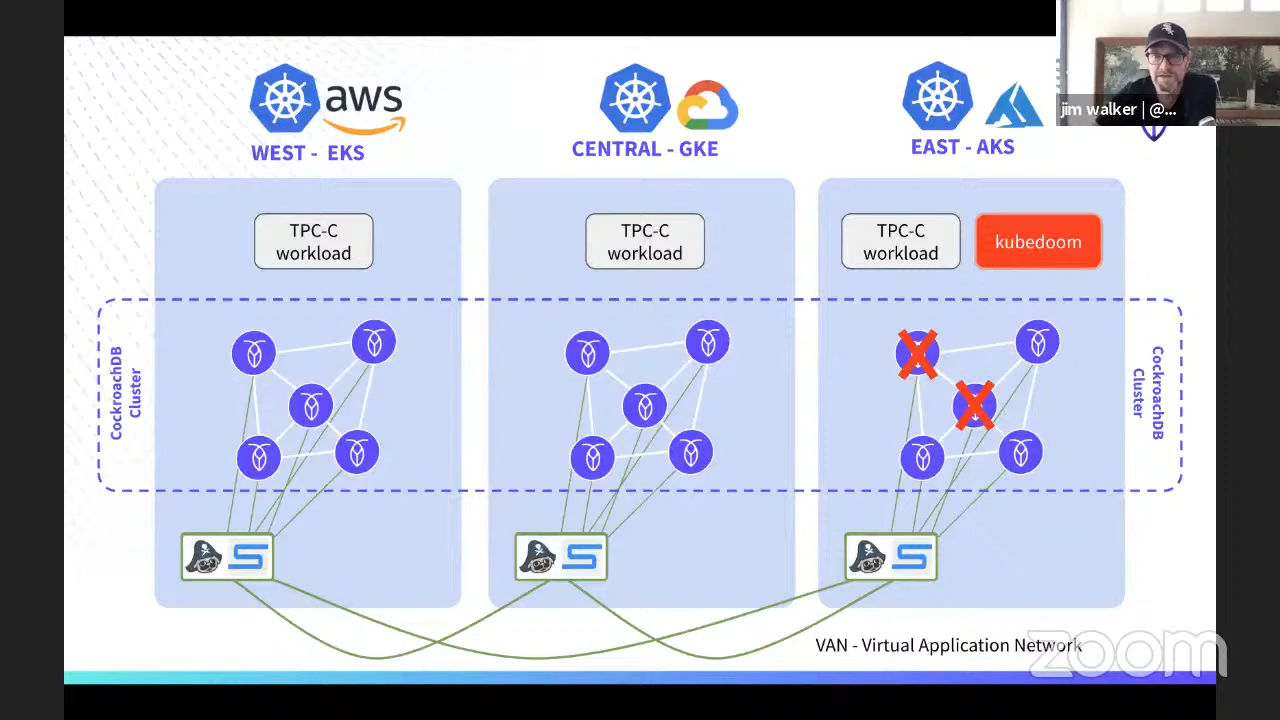 aws
WEST - EKS
CENTRAL - GKE
EAST - AKS
jim walker | @...
TPC-C
workload
TPC-C
workload
TPC-C
workload
kubedoom
CockroachDB
Cluster
CockroachDB
Cluster
VAN - Virtual Application Network
zoom